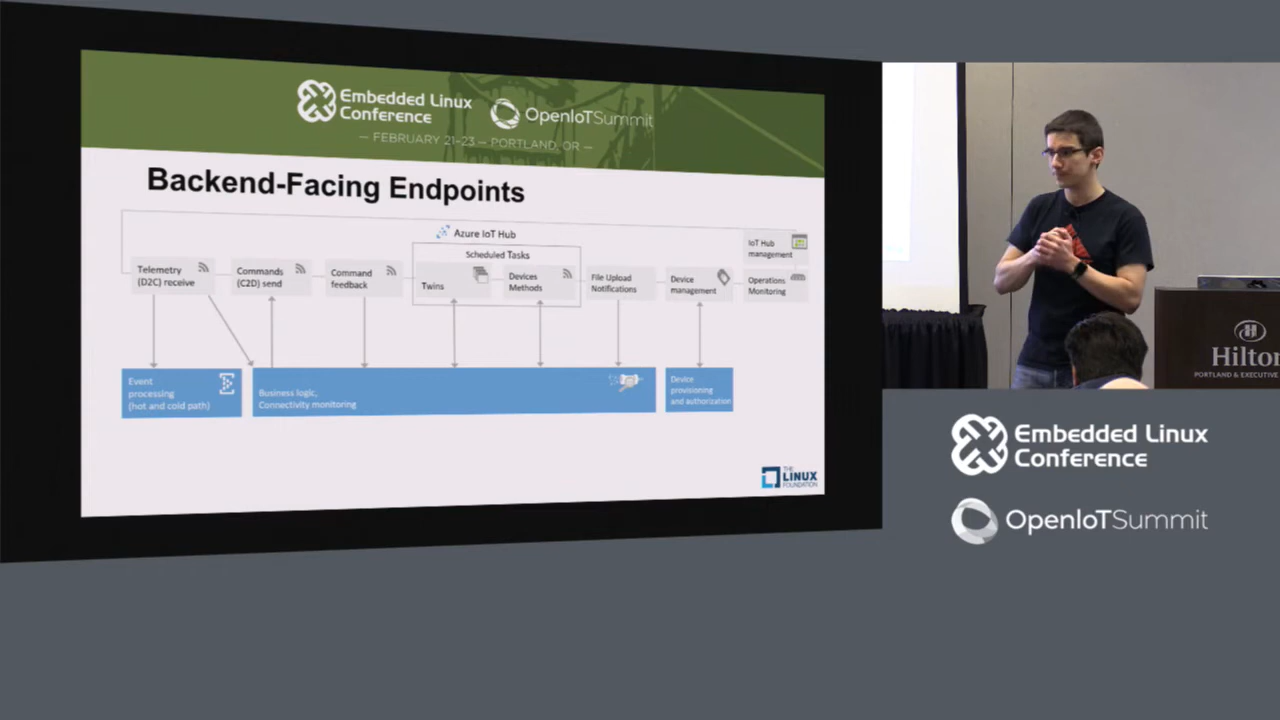 Embedded Linux
Conference
OpenIoTSummit
— FEBRUARY 21-23 — PORTLAND, OR —
Backend-Facing Endpoints
Azure IoT Hub
Scheduled Tasks
Telemetry
(D2C) receive
Commands
(C2D) send
Command
feedback
Twins
Devices
Methods
File Upload
Notifications
Device
management
IoT Hub
management
Operations
Monitoring
Event
processing
(hot and cold path)
Business logic,
Connectivity monitoring
Device
provisioning
and authorization
THE
LINUX
FOUNDATION
Hilto
PORTLAND & EXECUTIVE
Embedded Linux
Conference
OpenIoTSummit